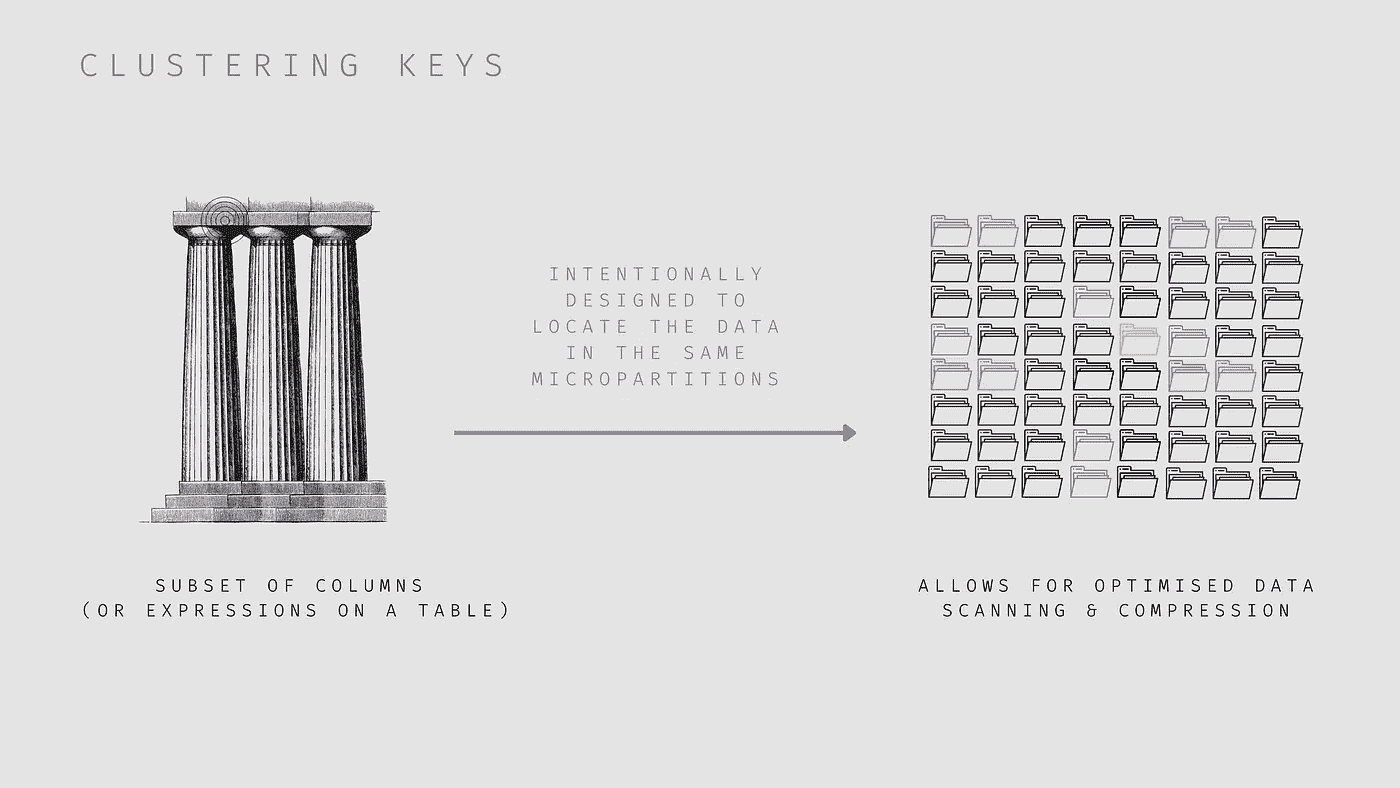 CLUSTERING KEYS
INTENTIONALLY
DESIGNED TO
LOCATE THE DATA
IN THE SAME
MICROPARTITIONS
SUBSET OF COLUMNS
(OR EXPRESSIONS ON A TABLE)
ALLOWS FOR OPTIMISED DATA
SCANNING & COMPRESSION